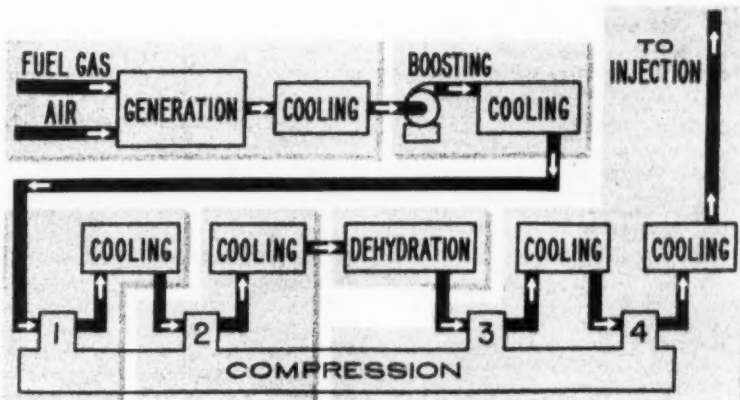 FUEL GAS
AIR
GENERATION
COOLING
BOOSTING
COOLING
TO
INJECTION
COOLING
COOLING
DEHYDRATION
COOLING
COOLING
1
2
3
4
COMPRESSION